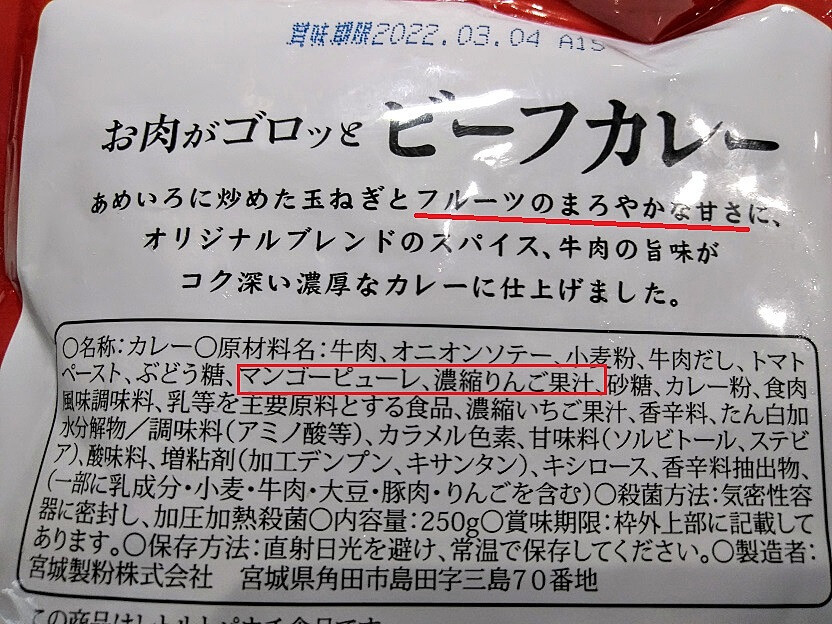 賞味期限2022.03.04 A1S
お肉がゴロッと ビーフカレー
あめいろに炒めた玉ねぎとフルーツのまろやかな甘さに、
オリジナルブレンドのスパイス、牛肉の旨味が
コク深い濃厚なカレーに仕上げました。
○名称：カレー○原材料名：牛肉、オニオンソテー、小麦粉、牛肉だし、トマト
ペースト、ぶどう糖、マンゴーピューレ、濃縮りんご果汁、砂糖、カレー粉、食肉
風味調味料、乳等を主要原料とする食品、濃縮いちご果汁、香辛料、たん白加
水分解物／調味料（アミノ酸等）、カラメル色素、甘味料（ソルビトール、ステビ
ア）、酸味料、増粘剤（加工デンプン、キサンタン）、キシロース、香辛料抽出物、
（一部に乳成分・小麦・牛肉・大豆・豚肉・りんごを含む）○殺菌方法：気密性容
器に密封し、加圧加熱殺菌○内容量：250g○賞味期限：枠外上部に記載して
あります。○保存方法：直射日光を避け、常温で保存してください。○製造者：
宮城製粉株式会社　宮城県角田市島田字三島70番地
この商品はレトルトパウチ食品です。